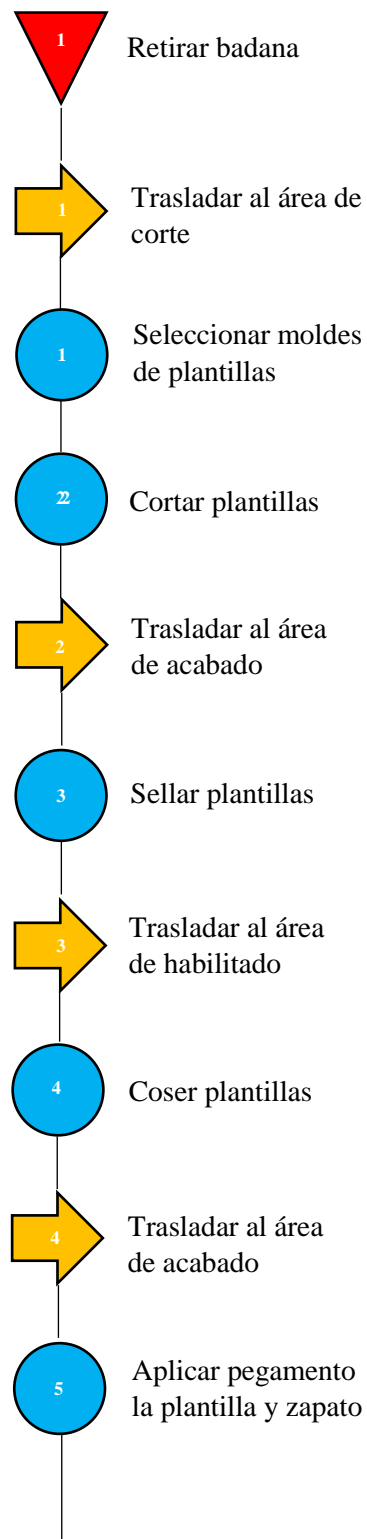 1
Retirar badana
1
Trasladar al área de
corte
1
Seleccionar moldes
de plantillas
22
Cortar plantillas
2
Trasladar al área
de acabado
3
Sellar plantillas
3
Trasladar al área
de habilitado
4
Coser plantillas
4
Trasladar al área
de acabado
5
Aplicar pegamento
la plantilla y zapato